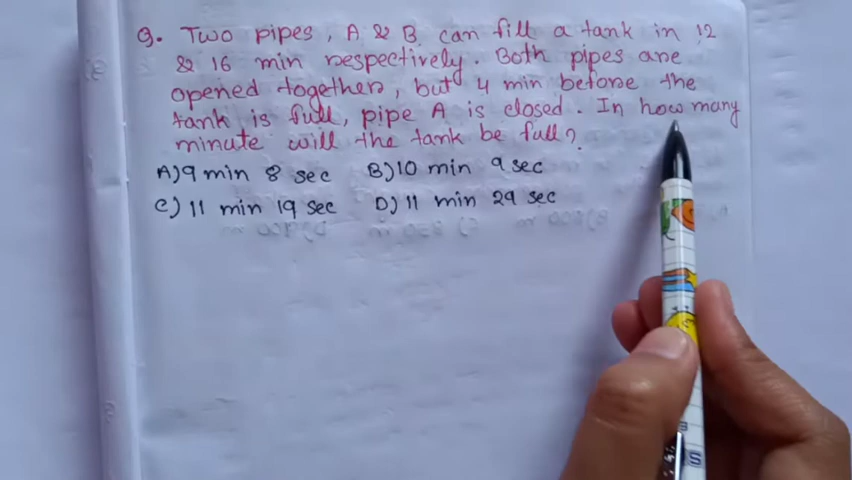 Q. Two pipes, A & B can fill a tank in 12
& 16 min respectively. Both pipes are
opened together, but 4 min before the
tank is full, pipe A is closed. In how many
minute will the tank be full?
A) 9 min 8 sec B) 10 min 9 sec
C) 11 min 19 sec D) 11 min 29 sec